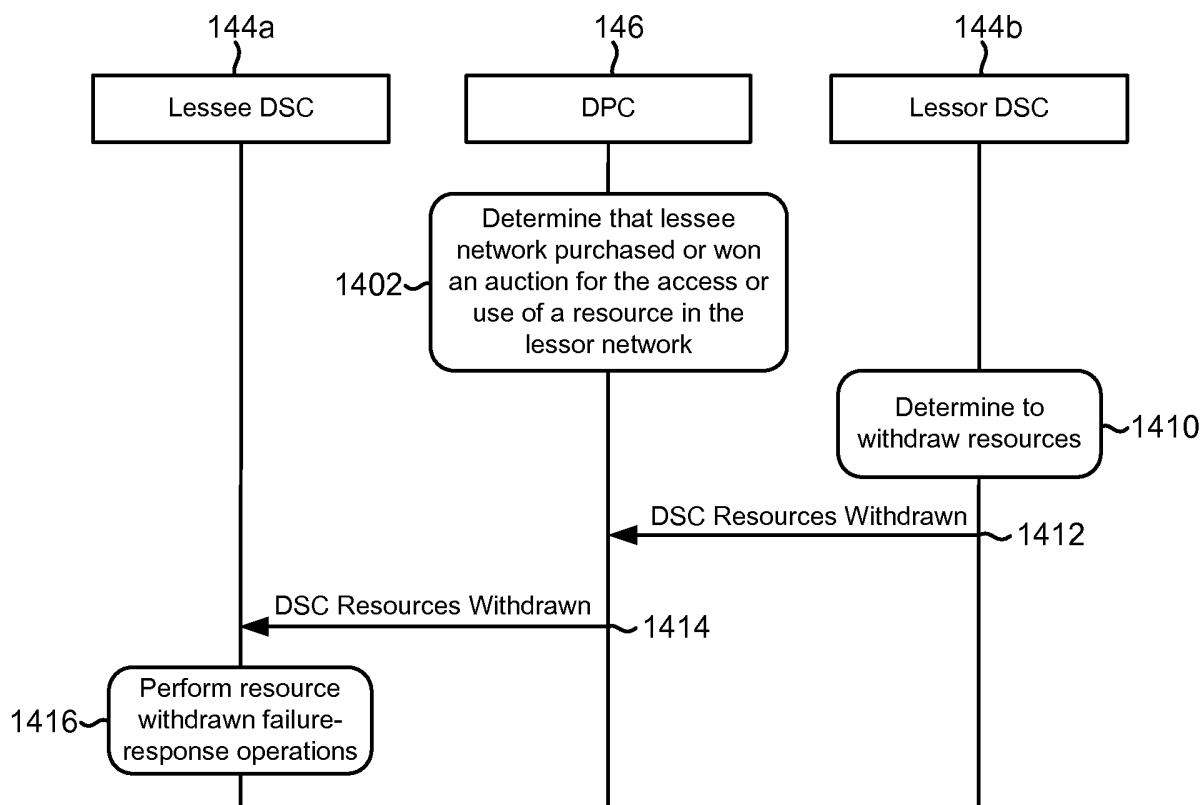 144a
146
144b
Lessee DSC
DPC
Lessor DSC
Determine that lessee
network purchased or won
an auction for the access or
use of a resource in the
lessor network
1402
Determine to
withdraw resources
1410
DSC Resources Withdrawn
1412
DSC Resources Withdrawn
1414
Perform resource
withdrawn failure-
response operations
1416